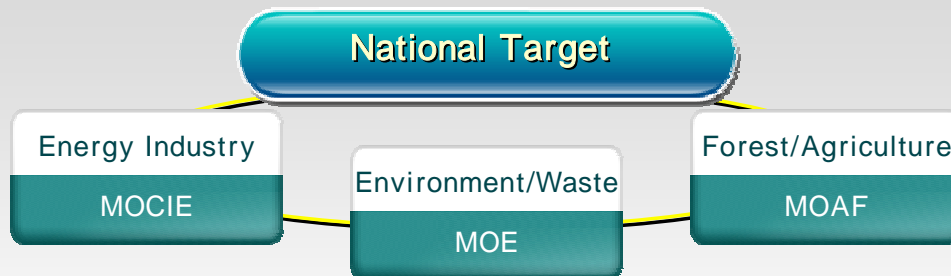 National Target
Energy Industry
MOCIE
Environment/Waste
MOE
Forest/Agriculture
MOAF